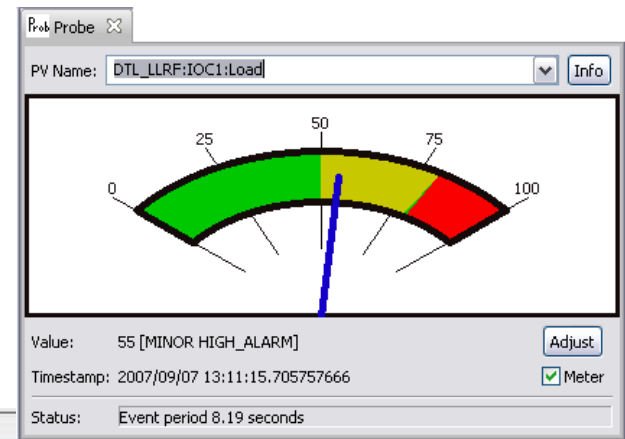 Prob Probe
PV Name: DTL_LLRF:IOC1:Load Info
0 25 50 75 100
Value: 55 [MINOR HIGH_ALARM] Adjust
Timestamp: 2007/09/07 13:11:15.705757666 Meter
Status: Event period 8.19 seconds